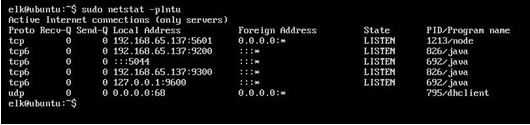 elk@ubuntu:~$ sudo netstat -plntu
Active Internet connections (only servers)
Proto Recv-Q Send-Q Local Address           Foreign Address         State       PID/Program name
tcp        0      0 192.168.65.137:5601     0.0.0.0:*               LISTEN      1213/node
tcp6       0      0 192.168.65.137:9200     :::*                    LISTEN      826/java
tcp6       0      0 :::5044                 :::*                    LISTEN      692/java
tcp6       0      0 192.168.65.137:9300     :::*                    LISTEN      826/java
tcp6       0      0 127.0.0.1:9600          :::*                    LISTEN      692/java
udp        0      0 0.0.0.0:68              0.0.0.0:*                           795/dhclient
elk@ubuntu:~$